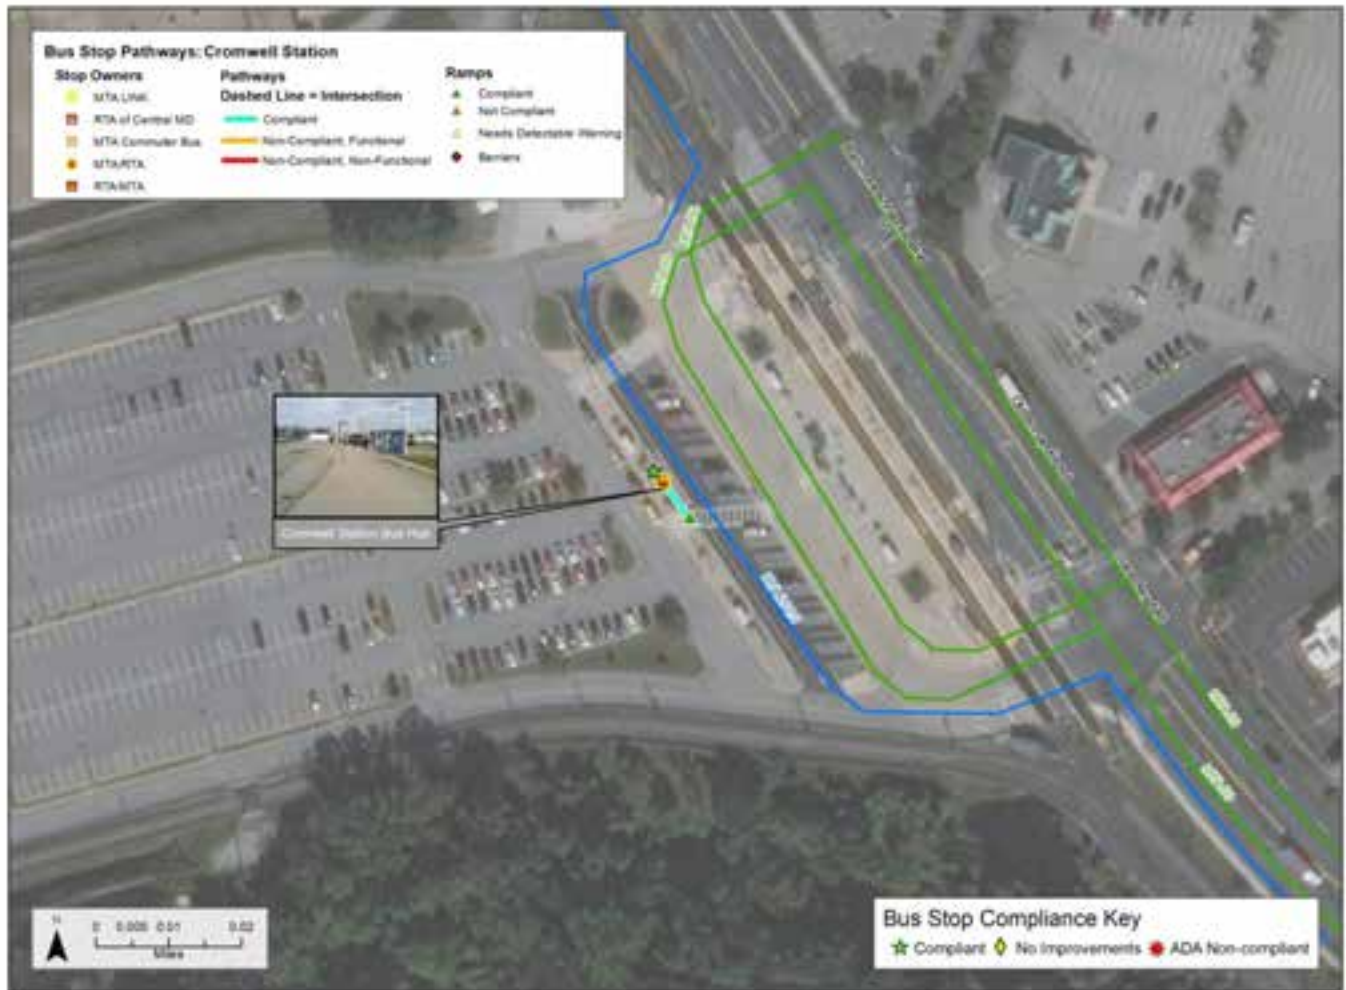 Bus Stop Pathways: Cromwell Station
Stop Owners
MTA LINK
RTA of Central MD
MTA Commuter Bus
MTA/RTA
RTA/MTA
Pathways
Dashed Line = Intersection
Compliant
Non-Compliant, Functional
Non-Compliant, Non-Functional
Ramps
Compliant
Not Compliant
Needs Detectable Warning
Barriers
Cromwell Station Bus Hub
N
0 0.005 0.01 0.02
Miles
Bus Stop Compliance Key
Compliant No Improvements ADA Non-compliant